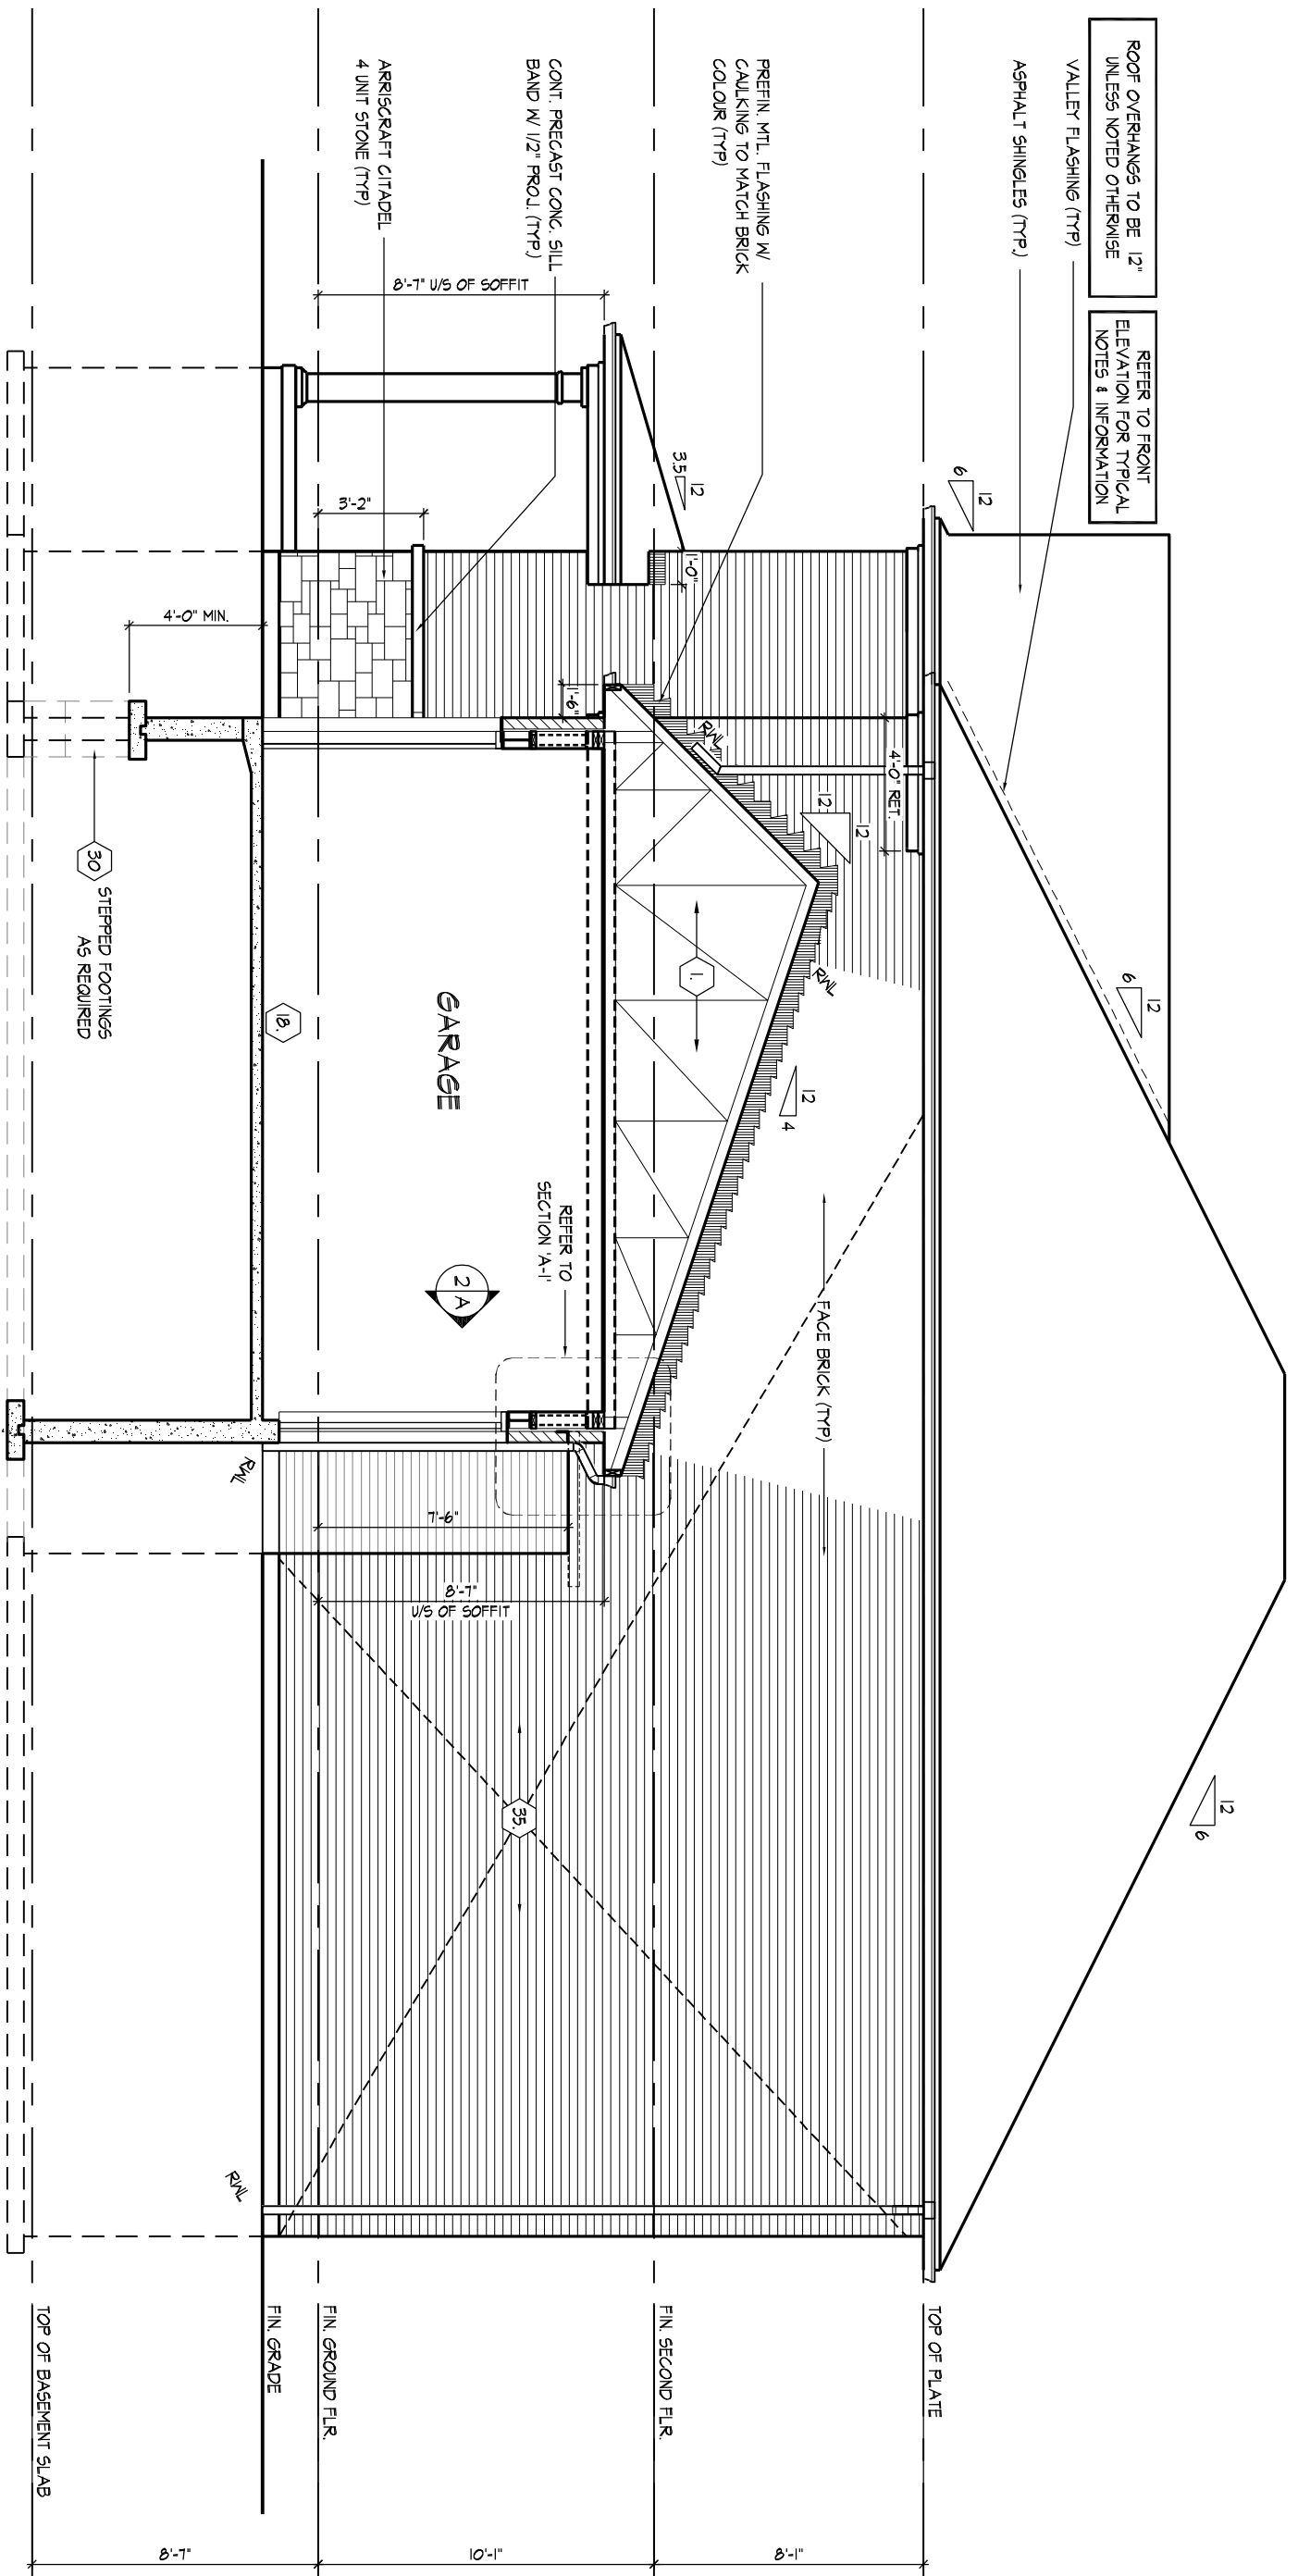 ROOF OVERHANGS TO BE 12"
UNLESS NOTED OTHERWISE
REFER TO FRONT
ELEVATION FOR TYPICAL
NOTES & INFORMATION
VALLEY FLASHING (TYP)
ASPHALT SHINGLES (TYP.)
PREFIN. MTL. FLASHING W/
CAULKING TO MATCH BRICK
COLOUR (TYP)
CONT. PRECAST CONC. SILL
BAND W/ 1/2" PROJ. (TYP.)
ARRISCRAFT CITADEL
4 UNIT STONE (TYP)
12
6
12
6
12
6
12
3.5
1'-0"
8'-7" U/S OF SOFFIT
3'-2"
4'-0" MIN.
1'-6"
RWL
4'-0" RET.
12
12
RWL
1.
12
4
FACE BRICK (TYP)
GARAGE
18.
30
STEPPED FOOTINGS
AS REQUIRED
REFER TO
SECTION 'A-1'
2
A
RWL
7'-6"
8'-7"
U/S OF SOFFIT
35.
RWL
TOP OF PLATE
FIN. SECOND FLR.
FIN. GROUND FLR.
FIN. GRADE
TOP OF BASEMENT SLAB
8'-1"
10'-1"
8'-7"